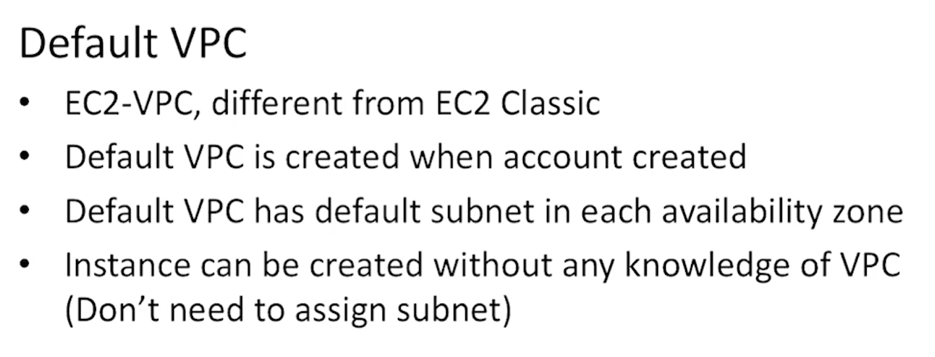 Default VPC
• EC2-VPC, different from EC2 Classic
• Default VPC is created when account created
• Default VPC has default subnet in each availability zone
• Instance can be created without any knowledge of VPC
(Don’t need to assign subnet)